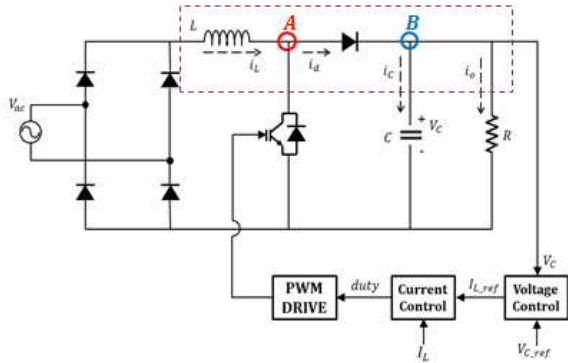 L
A
B
i_L
i_d
i_C
i_o
V_ac
+
V_C
C
-
R
V_C
PWM DRIVE
duty
Current Control
I_L_ref
Voltage Control
I_L
V_C_ref